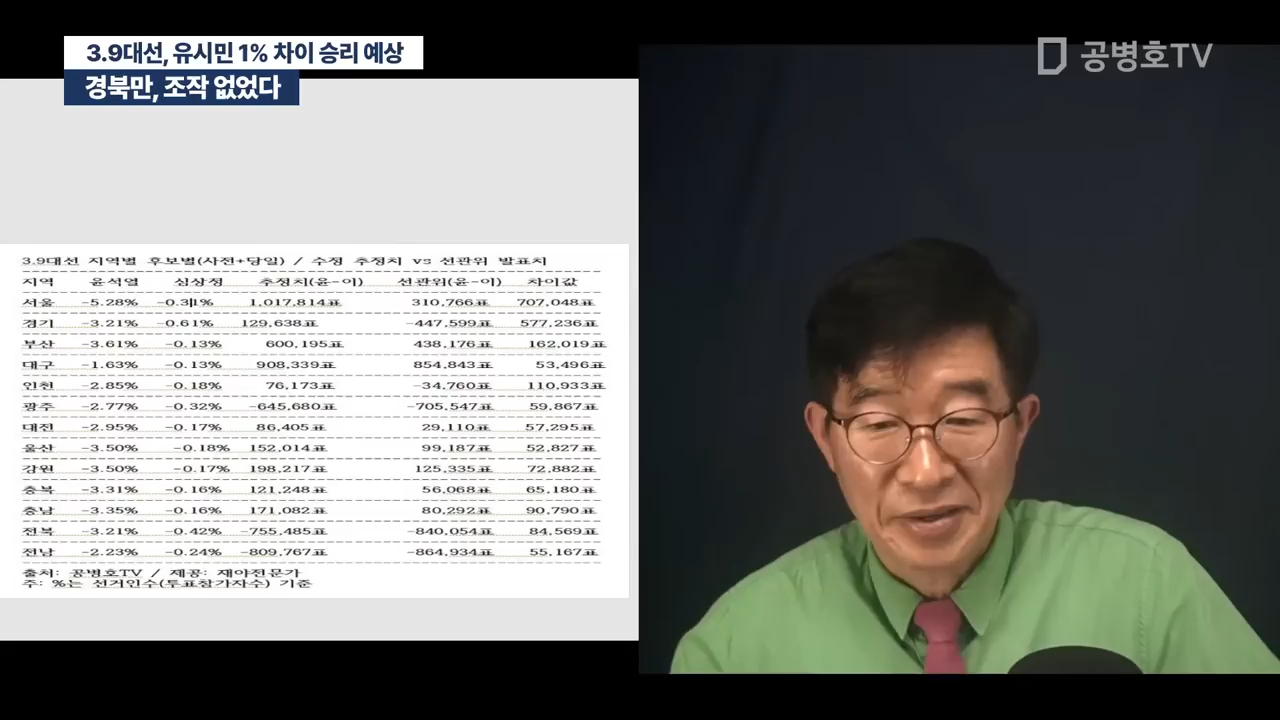 3.9대선, 유시민 1% 차이 승리 예상
경북만, 조작 없었다
공병호TV
3.9대선 지역별 후보별(사전+당일) / 수정 추정치 vs 선관위 발표치
지역 윤석열 심상정 추정치(윤-이) 선관위(윤-이) 차이값
서울 -5.28% -0.31% 1,017,814표 310,766표 707,048표
경기 -3.21% -0.61% 129,638표 -447,599표 577,236표
부산 -3.61% -0.13% 600,195표 438,176표 162,019표
대구 -1.63% -0.13% 908,339표 854,843표 53,496표
인천 -2.85% -0.18% 76,173표 -34,760표 110,933표
광주 -2.77% -0.32% -645,680표 -705,547표 59,867표
대전 -2.95% -0.17% 86,405표 29,110표 57,295표
울산 -3.50% -0.18% 152,014표 99,187표 52,827표
강원 -3.50% -0.17% 198,217표 125,335표 72,882표
충북 -3.31% -0.16% 121,248표 56,068표 65,180표
충남 -3.35% -0.16% 171,082표 80,292표 90,790표
전북 -3.21% -0.42% -755,485표 -840,054표 84,569표
전남 -2.23% -0.24% -809,767표 -864,934표 55,167표
출처: 공병호TV / 제공: 재야전문가
주: %는 선거인수(투표참가자수) 기준